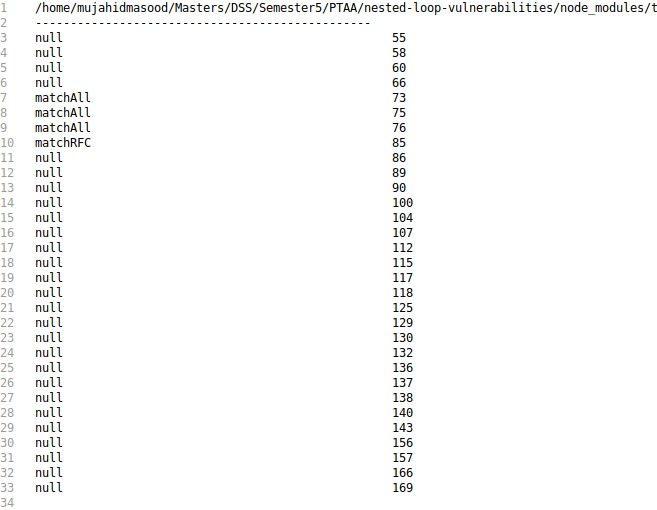 1 /home/mujahidmasood/Masters/DSS/Semester5/PTAA/nested-loop-vulnerabilities/node_modules/t
2 ------------------------------------------------
3 null 55
4 null 58
5 null 60
6 null 66
7 matchAll 73
8 matchAll 75
9 matchAll 76
10 matchRFC 85
11 null 86
12 null 89
13 null 90
14 null 100
15 null 104
16 null 107
17 null 112
18 null 115
19 null 117
20 null 118
21 null 125
22 null 129
23 null 130
24 null 132
25 null 136
26 null 137
27 null 138
28 null 140
29 null 143
30 null 156
31 null 157
32 null 166
33 null 169
34